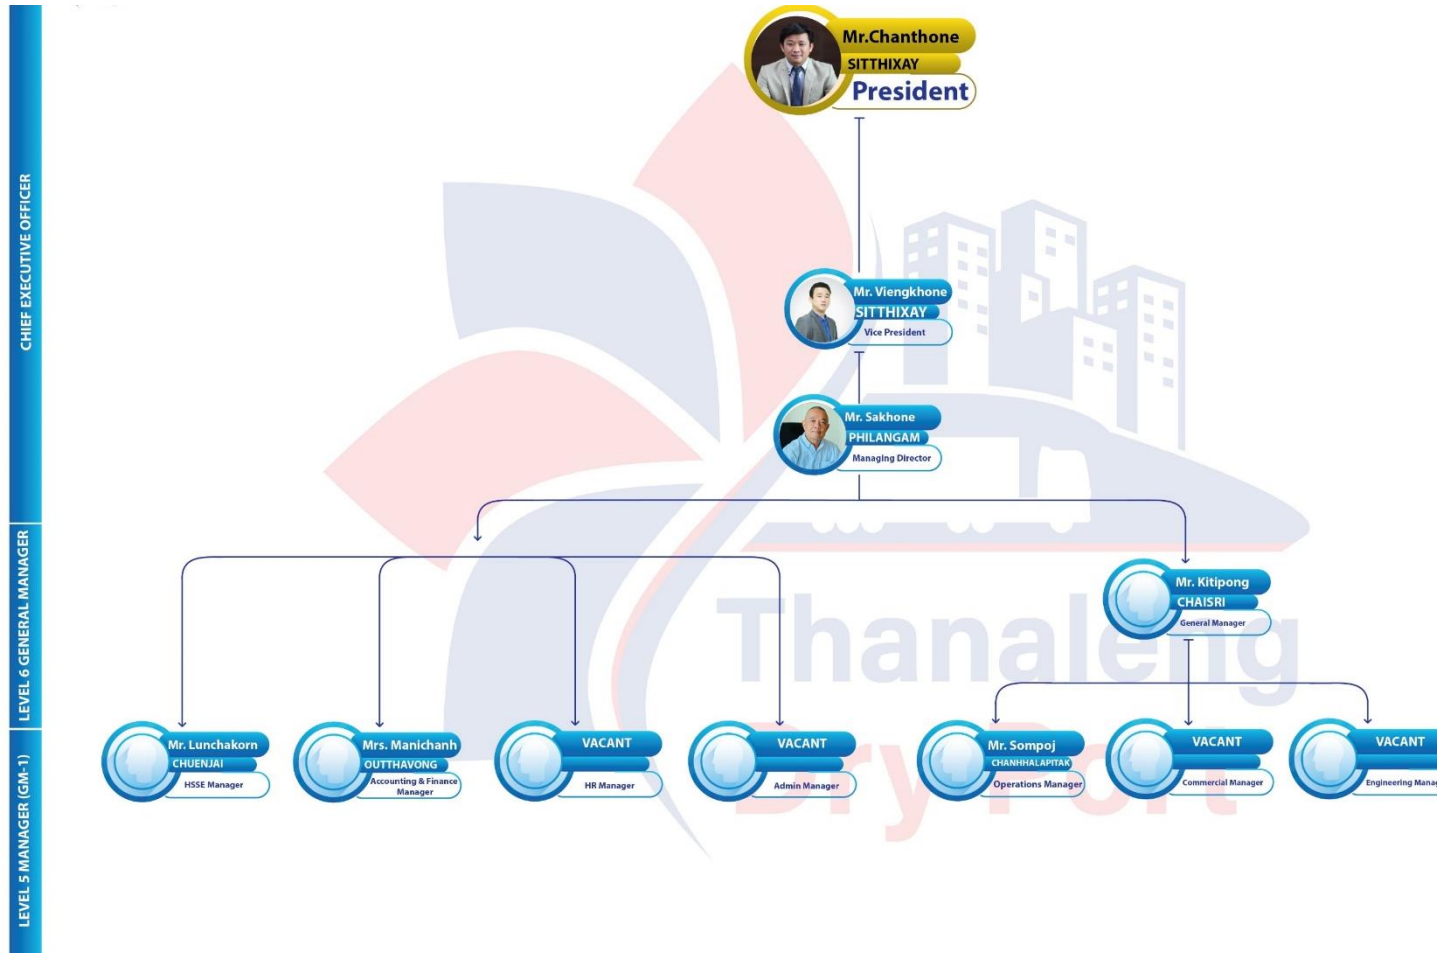 Mr.Chanthone
SITTHIXAY
President
CHIEF EXECUTIVE OFFICER
Mr. Viengkhone
SITTHIXAY
Vice President
Mr. Sakhone
PHILANGAM
Managing Director
LEVEL 6 GENERAL MANAGER
Mr. Kitipong
CHAISRI
General Manager
Thanaleng
Dry Port
LEVEL 5 MANAGER (GM-1)
Mr. Lunchakorn
CHUENJAI
HSSE Manager
Mrs. Manichanh
OUTTHAVONG
Accounting & Finance
Manager
VACANT
HR Manager
VACANT
Admin Manager
Mr. Sompoj
CHANHHALAPITAK
Operations Manager
VACANT
Commercial Manager
VACANT
Engineering Manag